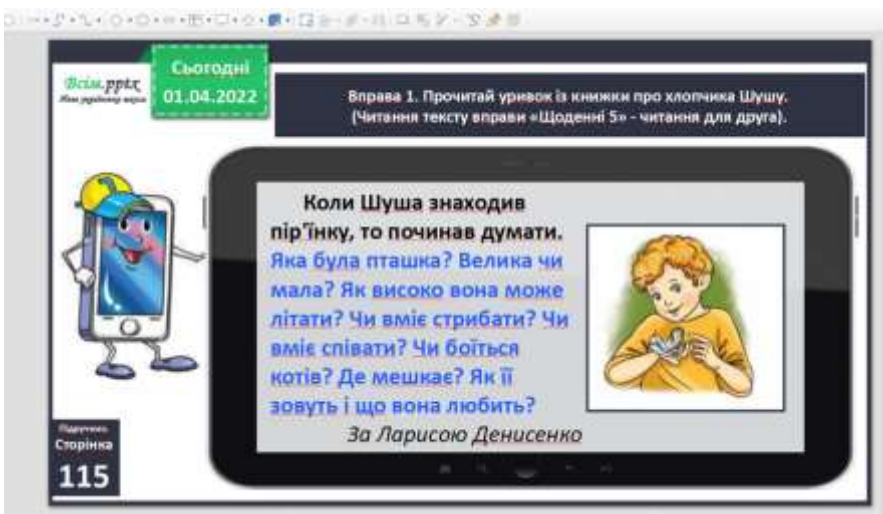 Всім.pptx
Сьогодні
01.04.2022
Вправа 1. Прочитай уривок із книжки про хлопчика Шушу.
(Читання тексту вправи «Щоденні 5» - читання для друга).
Коли Шуша знаходив
пір'їнку, то починав думати.
Яка була пташка? Велика чи
мала? Як високо вона може
літати? Чи вміє стрибати? Чи
вміє співати? Чи боїться
котів? Де мешкає? Як її
зовуть і що вона любить?
За Ларисою Денисенко
Підручник.
Сторінка
115